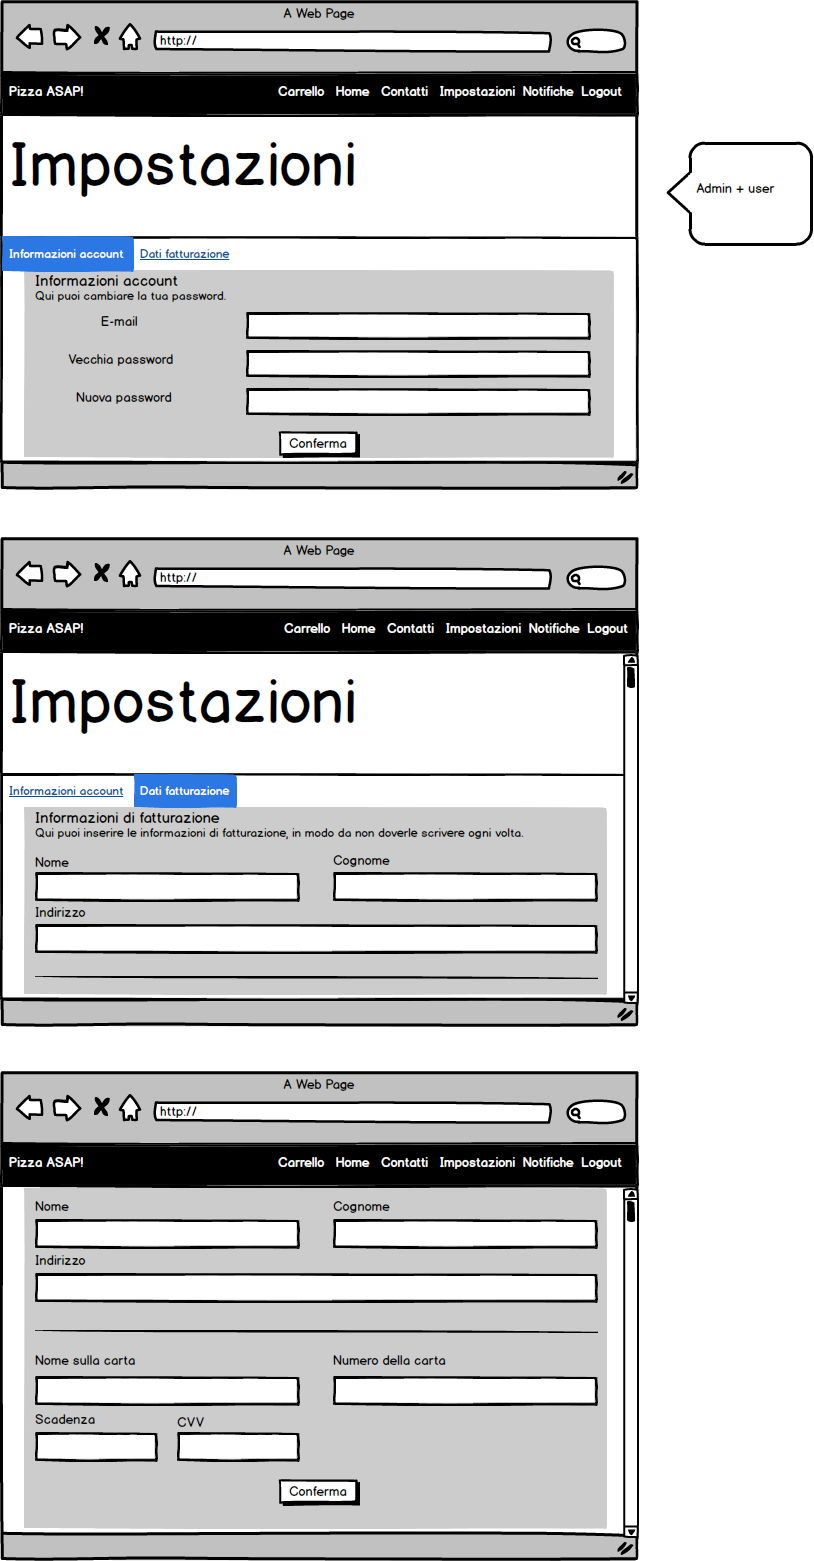 A Web Page
http://
Pizza ASAP! Carrello Home Contatti Impostazioni Notifiche Logout
Impostazioni
Admin + user
Informazioni account Dati fatturazione
Informazioni account
Qui puoi cambiare la tua password.
E-mail
Vecchia password
Nuova password
Conferma
A Web Page
http://
Pizza ASAP! Carrello Home Contatti Impostazioni Notifiche Logout
Impostazioni
Informazioni account Dati fatturazione
Informazioni di fatturazione
Qui puoi inserire le informazioni di fatturazione, in modo da non doverle scrivere ogni volta.
Nome Cognome
Indirizzo
A Web Page
http://
Pizza ASAP! Carrello Home Contatti Impostazioni Notifiche Logout
Nome Cognome
Indirizzo
Nome sulla carta Numero della carta
Scadenza CVV
Conferma